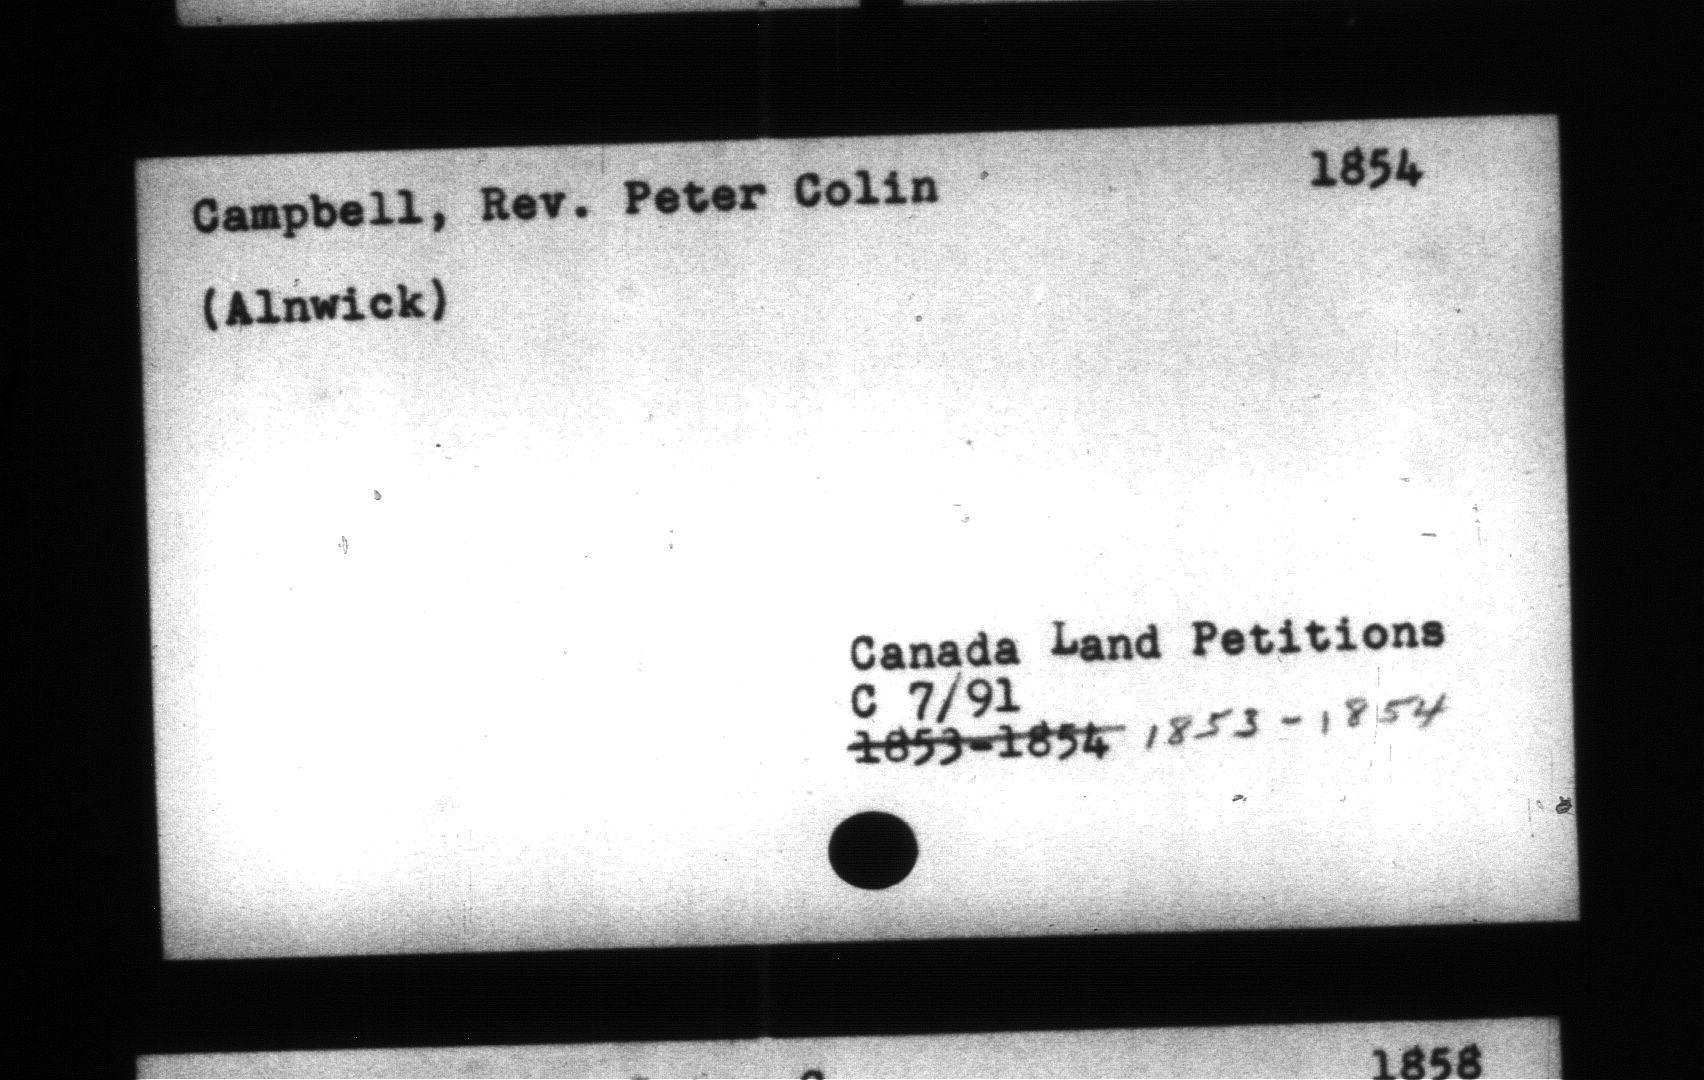 Campbell, Rev. Peter Colin 1854
(Alnwick)
Canada Land Petitions
C 7/91
1853-1854 1853-1854
1858